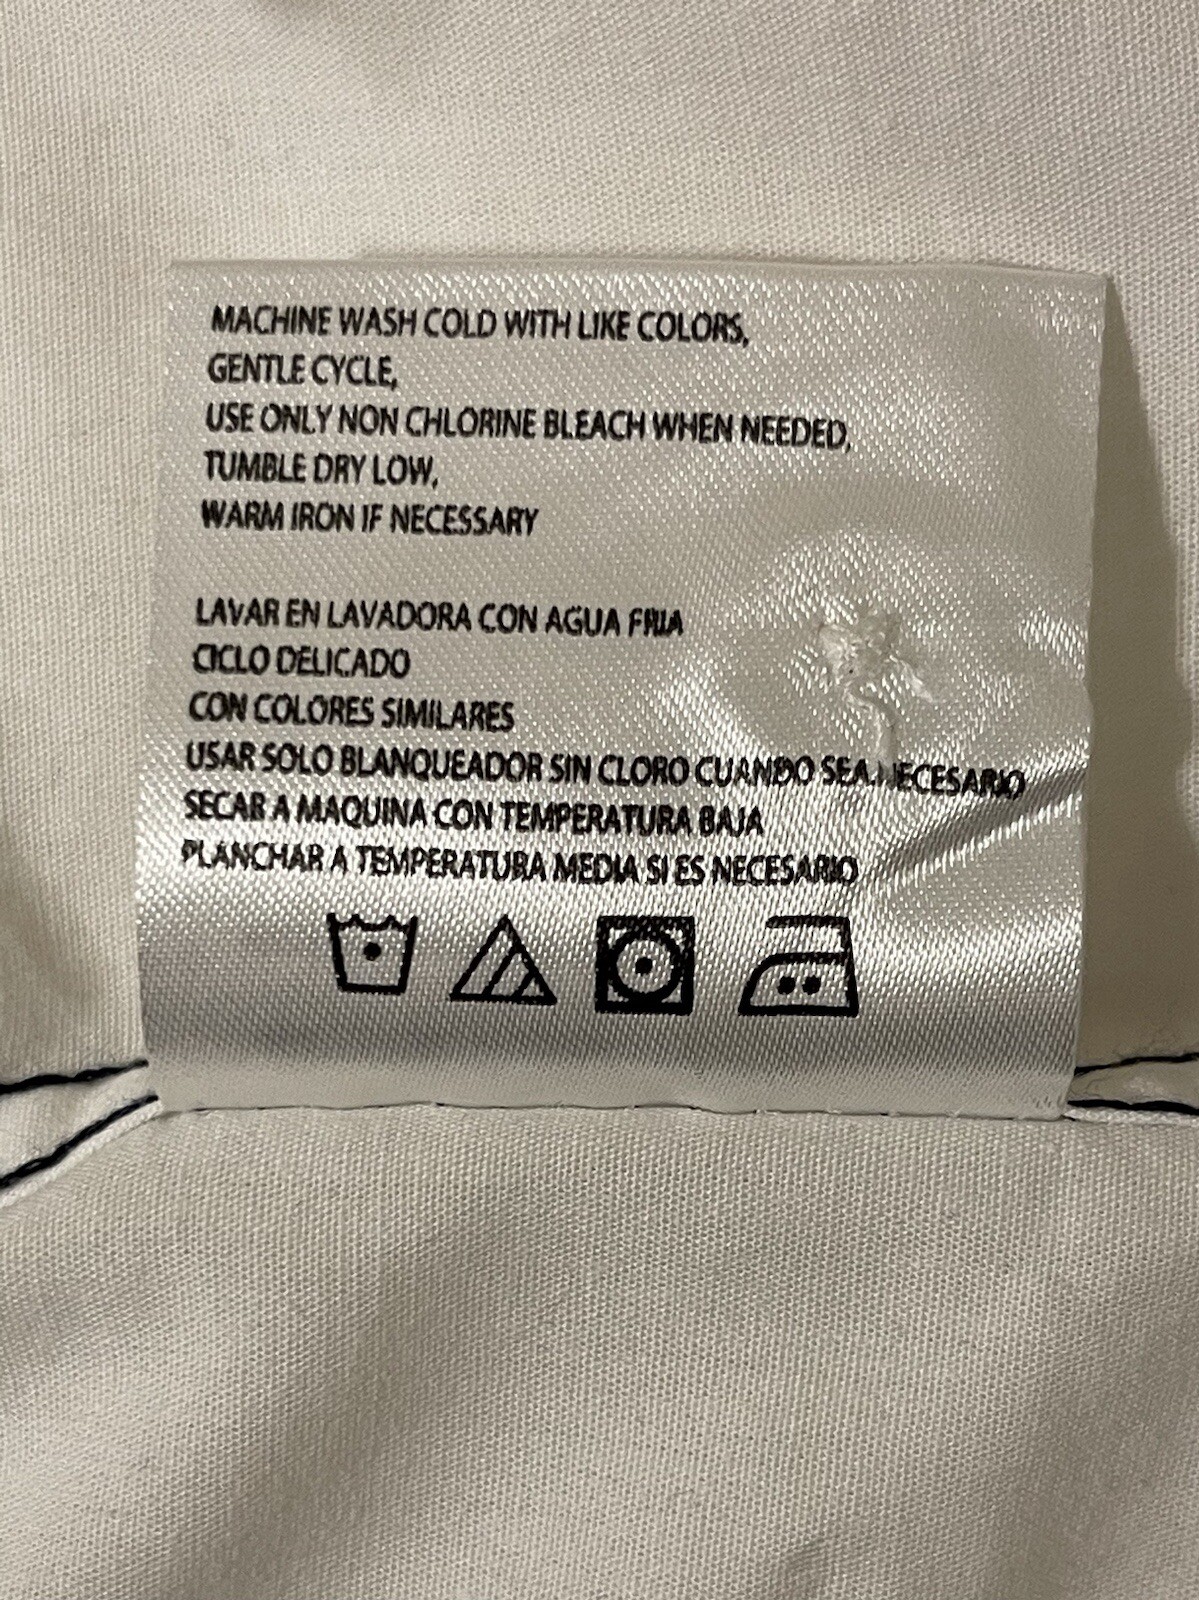 MACHINE WASH COLD WITH LIKE COLORS,
GENTLE CYCLE,
USE ONLY NON CHLORINE BLEACH WHEN NEEDED,
TUMBLE DRY LOW,
WARM IRON IF NECESSARY
LAVAR EN LAVADORA CON AGUA FRIA
CICLO DELICADO
CON COLORES SIMILARES
USAR SOLO BLANQUEADOR SIN CLORO CUANDO SEA NECESARIO
SECAR A MAQUINA CON TEMPERATURA BAJA
PLANCHAR A TEMPERATURA MEDIA SI ES NECESARIO